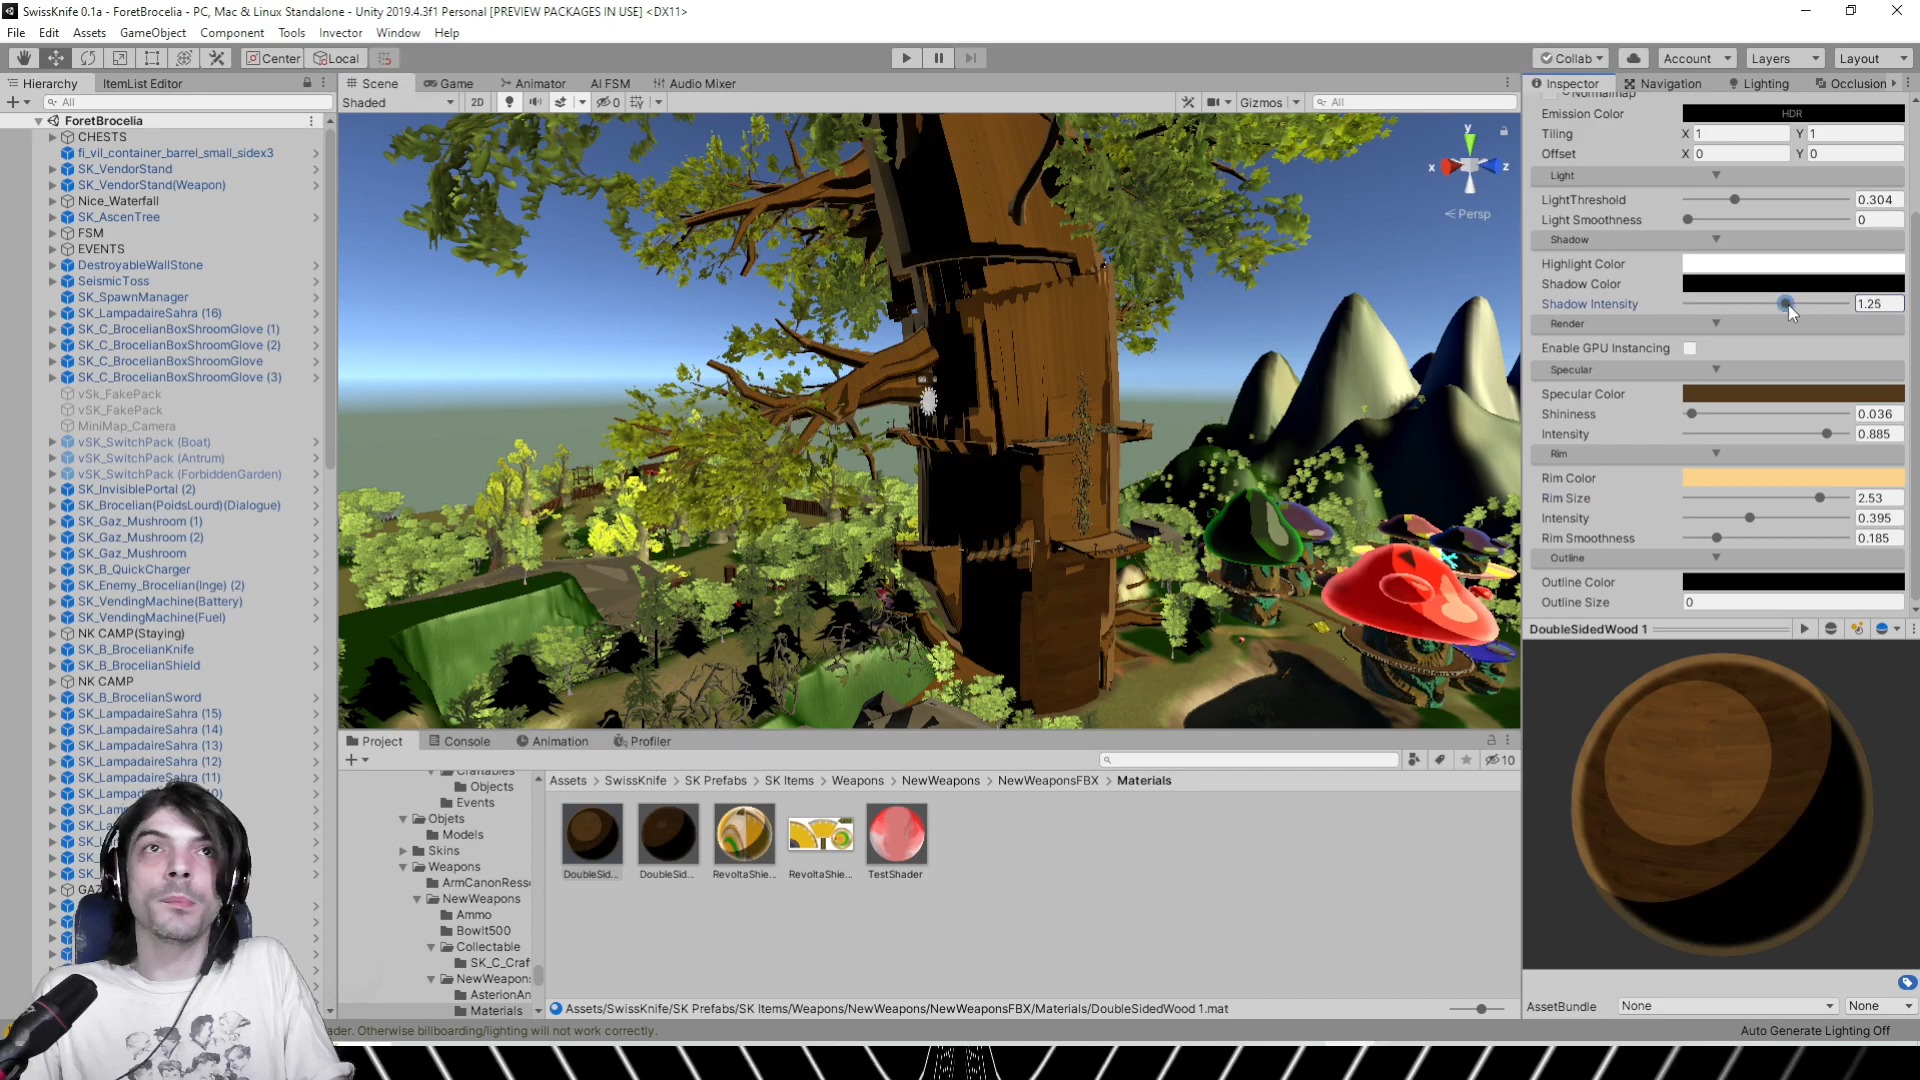 SwissKnife 0.1a - ForetBrocelia - PC, Mac & Linux Standalone - Unity 2019.4.3f1 Personal [PREVIEW PACKAGES IN USE] <DX11>
File Edit Assets GameObject Component Tools Invector Window Help
Center Local Collab Account Layers Layout
Hierarchy ItemList Editor
Scene Game Animator AI FSM Audio Mixer
Inspector Navigation Lighting Occlusion
All
Shaded 2D 0 Gizmos All
ForetBrocelia
CHESTS
fi_vil_container_barrel_small_sidex3
SK_VendorStand
SK_VendorStand(Weapon)
Nice_Waterfall
SK_AscenTree
FSM
EVENTS
DestroyableWallStone
SeismicToss
SK_SpawnManager
SK_LampadaireSahra (16)
SK_C_BrocelianBoxShroomGlove (1)
SK_C_BrocelianBoxShroomGlove (2)
SK_C_BrocelianBoxShroomGlove
SK_C_BrocelianBoxShroomGlove (3)
vSk_FakePack
vSK_FakePack
MiniMap_Camera
vSK_SwitchPack (Boat)
vSK_SwitchPack (Antrum)
vSK_SwitchPack (ForbiddenGarden)
SK_InvisiblePortal (2)
SK_Brocelian(PoidsLourd)(Dialogue)
SK_Gaz_Mushroom (1)
SK_Gaz_Mushroom (2)
SK_Gaz_Mushroom
SK_B_QuickCharger
SK_Enemy_Brocelian(Inge) (2)
SK_VendingMachine(Battery)
SK_VendingMachine(Fuel)
NK CAMP(Staying)
SK_B_BrocelianKnife
SK_B_BrocelianShield
NK CAMP
SK_B_BrocelianSword
SK_LampadaireSahra (15)
SK_LampadaireSahra (14)
SK_LampadaireSahra (13)
SK_LampadaireSahra (12)
SK_LampadaireSahra (11)
y
x z
Persp
Normalmap
Emission Color HDR
Tiling X 1 Y 1
Offset X 0 Y 0
Light
LightThreshold 0.304
Light Smoothness 0
Shadow
Highlight Color
Shadow Color
Shadow Intensity 1.25
Render
Enable GPU Instancing
Specular
Specular Color
Shininess 0.036
Intensity 0.885
Rim
Rim Color
Rim Size 2.53
Intensity 0.395
Rim Smoothness 0.185
Outline
Outline Color
Outline Size 0
DoubleSidedWood 1
AssetBundle None None
Project Console Animation Profiler
10
Craftables
Objects
Events
Objets
Models
Skins
Weapons
ArmCanonRess
NewWeapons
Ammo
BowIt500
Collectable
SK_C_Craf
NewWeapons
AsterionAn
Materials
Assets > SwissKnife > SK Prefabs > SK Items > Weapons > NewWeapons > NewWeaponsFBX > Materials
DoubleSid... DoubleSid... RevoltaShie... RevoltaShie... TestShader
Assets/SwissKnife/SK Prefabs/SK Items/Weapons/NewWeapons/NewWeaponsFBX/Materials/DoubleSidedWood 1.mat
ader. Otherwise billboarding/lighting will not work correctly.
Auto Generate Lighting Off